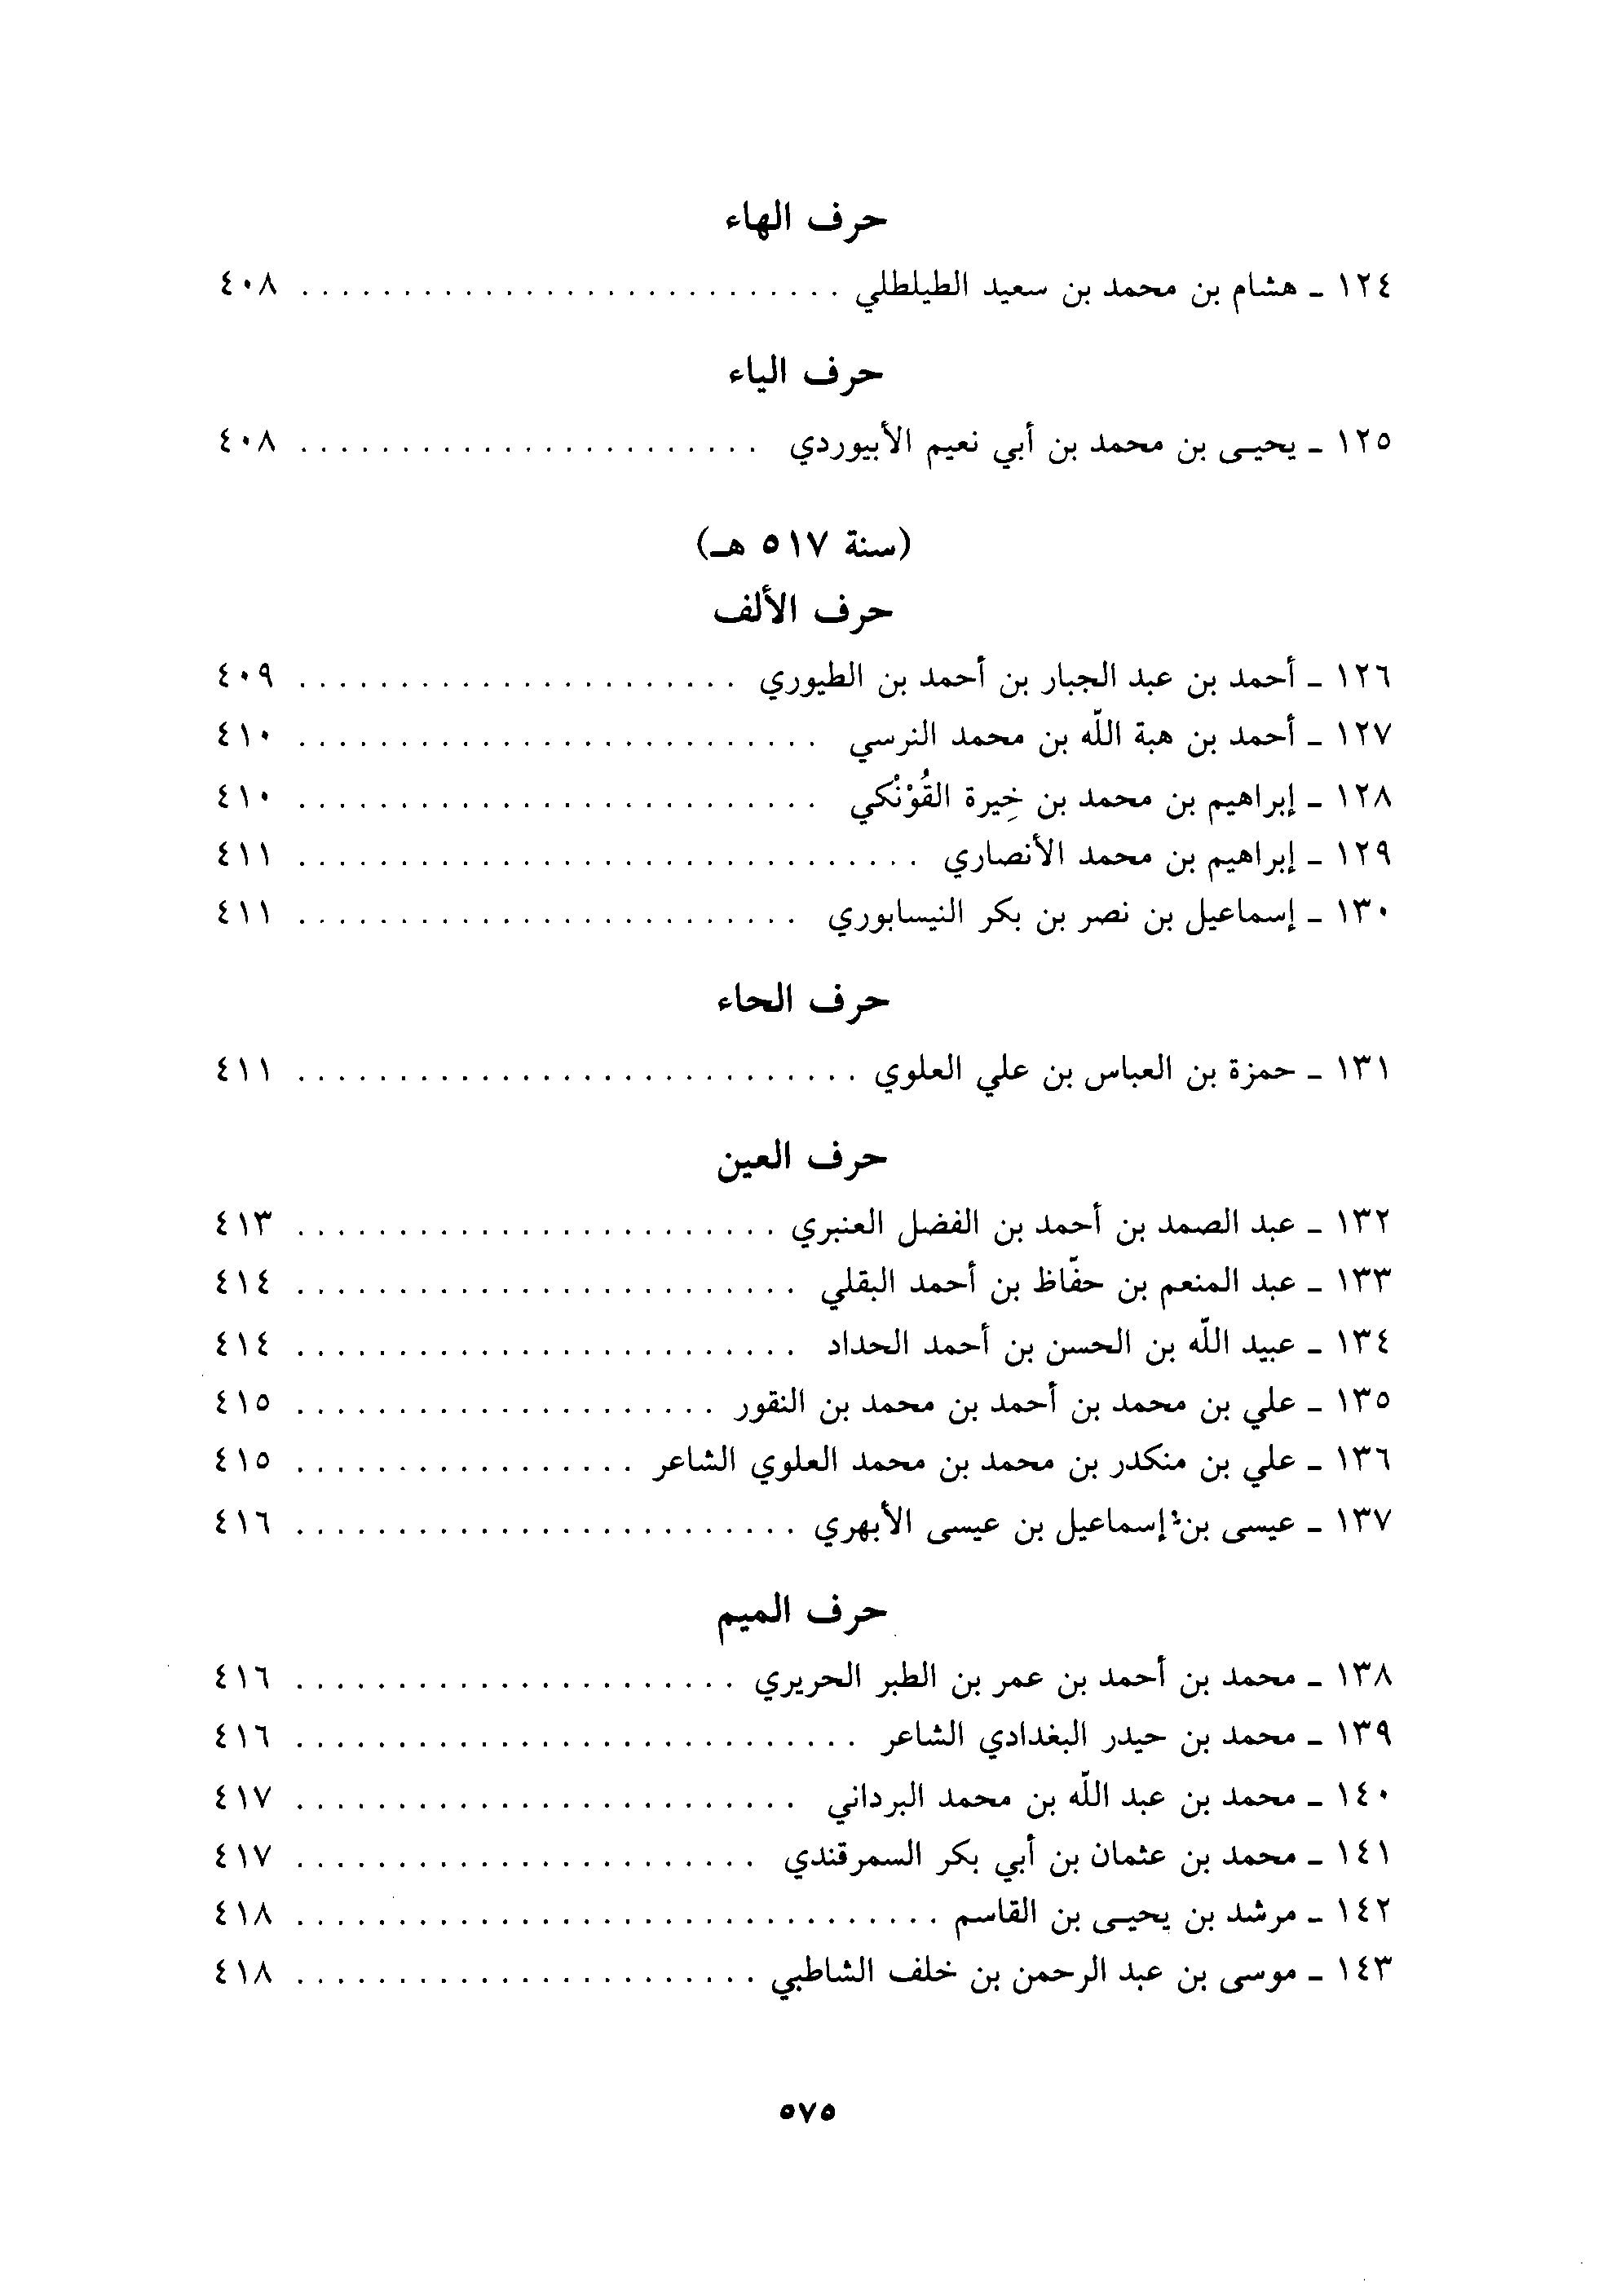 حرف الهاء
١٢٤ ـ هشام بن محمد بن سعيد الطيلطلي . . . . . . . . . . . . . . . . . . . . . . . . . . . ٤٠٨
حرف الياء
١٢٥ ـ يحيـى بن محمد بن أبي نعيم الأبيوردي . . . . . . . . . . . . . . . . . . . . . . . ٤٠٨
(سنة ٥١٧ هـ)
حرف الألف
١٢٦ ـ أحمد بن عبد الجبار بن أحمد بن الطيوري . . . . . . . . . . . . . . . . . . . . . . ٤٠٩
١٢٧ ـ أحمد بن هبة اللّه بن محمد النرسي . . . . . . . . . . . . . . . . . . . . . . . . . . ٤١٠
١٢٨ ـ إبراهيم بن محمد بن خِيرة القُوْنْكي . . . . . . . . . . . . . . . . . . . . . . . . . . ٤١٠
١٢٩ ـ إبراهيم بن محمد الأنصاري . . . . . . . . . . . . . . . . . . . . . . . . . . . . . . . ٤١١
١٣٠ ـ إسماعيل بن نصر بن بكر النيسابوري . . . . . . . . . . . . . . . . . . . . . . . . . ٤١١
حرف الحاء
١٣١ ـ حمزة بن العباس بن علي العلوي . . . . . . . . . . . . . . . . . . . . . . . . . . . . ٤١١
حرف العين
١٣٢ ـ عبد الصمد بن أحمد بن الفضل العنبري . . . . . . . . . . . . . . . . . . . . . . . . ٤١٣
١٣٣ ـ عبد المنعم بن حفّاظ بن أحمد البقلي . . . . . . . . . . . . . . . . . . . . . . . . . ٤١٤
١٣٤ ـ عبيد اللّه بن الحسن بن أحمد الحداد . . . . . . . . . . . . . . . . . . . . . . . . . ٤١٤
١٣٥ ـ علي بن محمد بن أحمد بن محمد بن النقور . . . . . . . . . . . . . . . . . . . . . ٤١٥
١٣٦ ـ علي بن منكدر بن محمد بن محمد العلوي الشاعر . . . . . . . . . . . . . . . . . ٤١٥
١٣٧ ـ عيسى بن إسماعيل بن عيسى الأبهري . . . . . . . . . . . . . . . . . . . . . . . . . ٤١٦
حرف الميم
١٣٨ ـ محمد بن أحمد بن عمر بن الطبر الحريري . . . . . . . . . . . . . . . . . . . . . . ٤١٦
١٣٩ ـ محمد بن حيدر البغدادي الشاعر . . . . . . . . . . . . . . . . . . . . . . . . . . . . ٤١٦
١٤٠ ـ محمد بن عبد اللّه بن محمد البرداني . . . . . . . . . . . . . . . . . . . . . . . . . ٤١٧
١٤١ ـ محمد بن عثمان بن أبي بكر السمرقندي . . . . . . . . . . . . . . . . . . . . . . . ٤١٧
١٤٢ ـ مرشد بن يحيـى بن القاسم . . . . . . . . . . . . . . . . . . . . . . . . . . . . . . . . ٤١٨
١٤٣ ـ موسى بن عبد الرحمن بن خلف الشاطبي . . . . . . . . . . . . . . . . . . . . . . . ٤١٨
٥٧٥